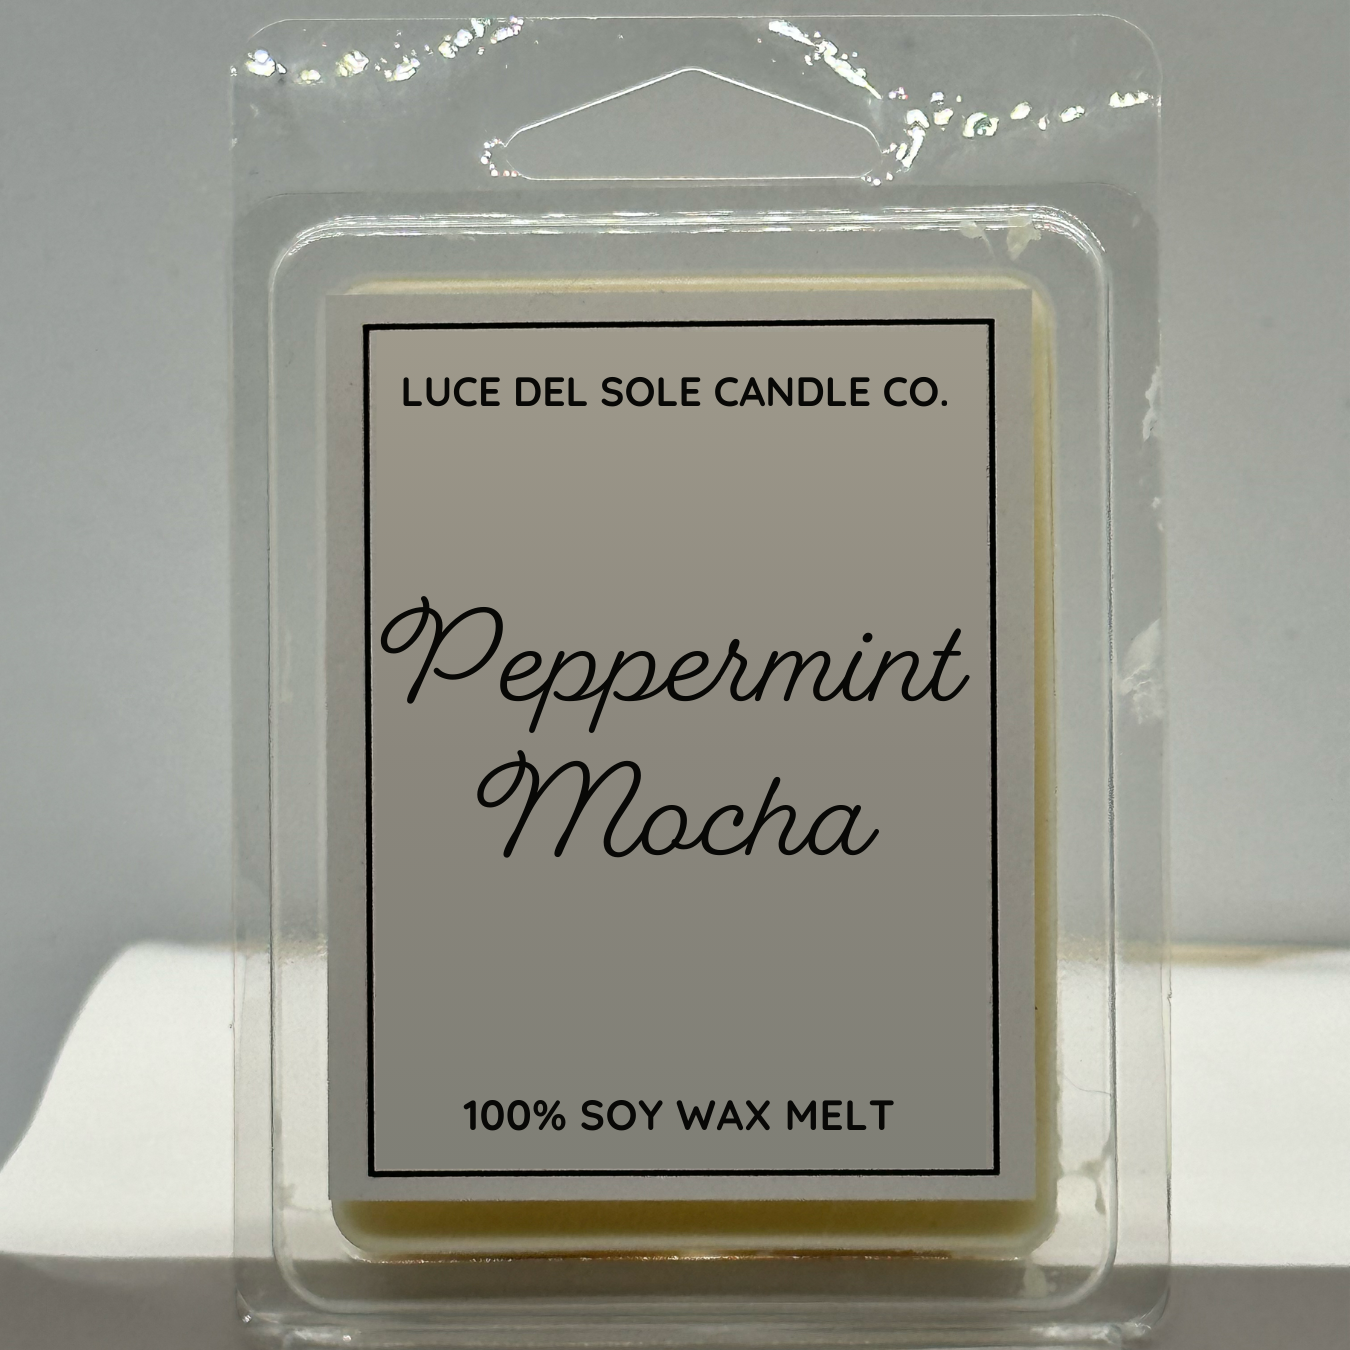 LUCE DEL SOLE CANDLE CO.
Peppermint
Mocha
100% SOY WAX MELT